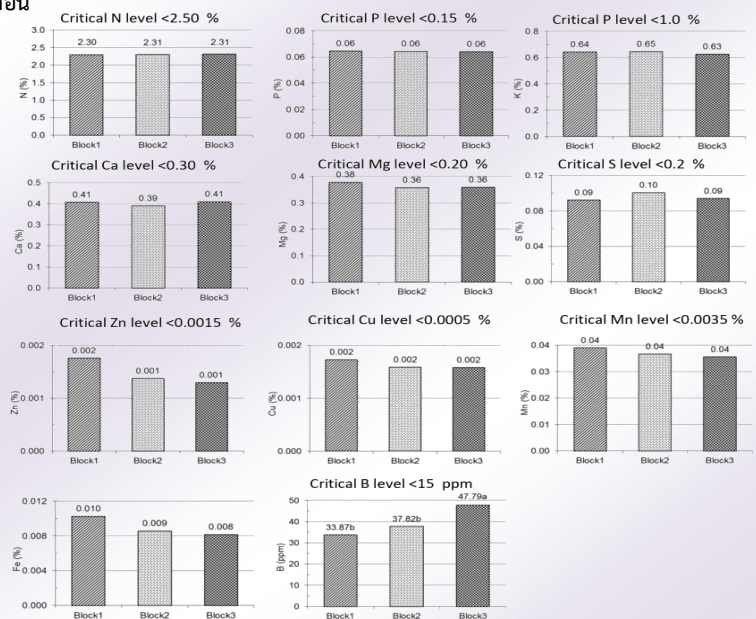 Critical N level <2.50 %
3.0
2.5
2.0
1.5
1.0
0.5
0.0
N (%)
2.30
2.31
2.31
Block1
Block2
Block3
Critical P level <0.15 %
0.08
0.06
0.04
0.02
0.00
P (%)
0.06
0.06
0.06
Block1
Block2
Block3
Critical P level <1.0 %
0.8
0.6
0.4
0.2
0.0
K (%)
0.64
0.65
0.63
Block1
Block2
Block3
Critical Ca level <0.30 %
0.5
0.4
0.3
0.2
0.1
0.0
Ca (%)
0.41
0.39
0.41
Block1
Block2
Block3
Critical Mg level <0.20 %
0.4
0.3
0.2
0.1
0.0
Mg (%)
0.38
0.36
0.36
Block1
Block2
Block3
Critical S level <0.2 %
0.12
0.08
0.04
0.00
S (%)
0.09
0.10
0.09
Block1
Block2
Block3
Critical Zn level <0.0015 %
0.002
0.001
0.000
Zn (%)
0.002
0.001
0.001
Block1
Block2
Block3
Critical Cu level <0.0005 %
0.002
0.001
0.000
Cu (%)
0.002
0.002
0.002
Block1
Block2
Block3
Critical Mn level <0.0035 %
0.04
0.03
0.02
0.01
0.00
Mn (%)
0.04
0.04
0.04
Block1
Block2
Block3
0.012
0.008
0.004
0.000
Fe (%)
0.010
0.009
0.008
Block1
Block2
Block3
Critical B level <15 ppm
50
40
30
20
10
0
B (ppm)
33.87b
37.82b
47.79a
Block1
Block2
Block3